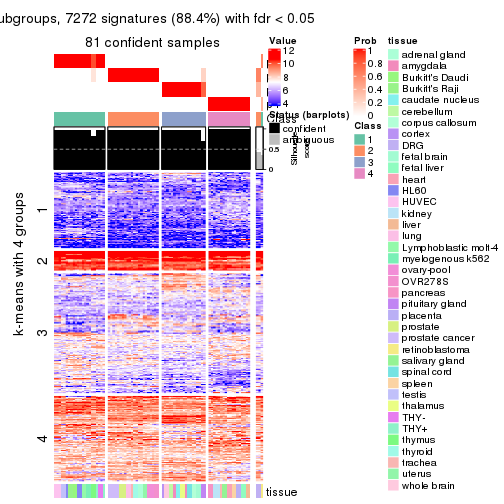 ubgroups, 7272 signatures (88.4%) with fdr < 0.05
81 confident samples
k-means with 4 groups
1
2
3
4
Class
1
0.5
0
Silhouette
score
tissue
Value
12
10
8
6
4
Status (barplots)
confident
ambiguous
Prob
1
0.8
0.6
0.4
0.2
0
Class
1
2
3
4
tissue
adrenal gland
amygdala
Burkitt's Daudi
Burkitt's Raji
caudate nucleus
cerebellum
corpus callosum
cortex
DRG
fetal brain
fetal liver
heart
HL60
HUVEC
kidney
liver
lung
Lymphoblastic molt-4
myelogenous k562
ovary-pool
OVR278S
pancreas
pituitary gland
placenta
prostate
prostate cancer
retinoblastoma
salivary gland
spinal cord
spleen
testis
thalamus
THY-
THY+
thymus
thyroid
trachea
uterus
whole brain